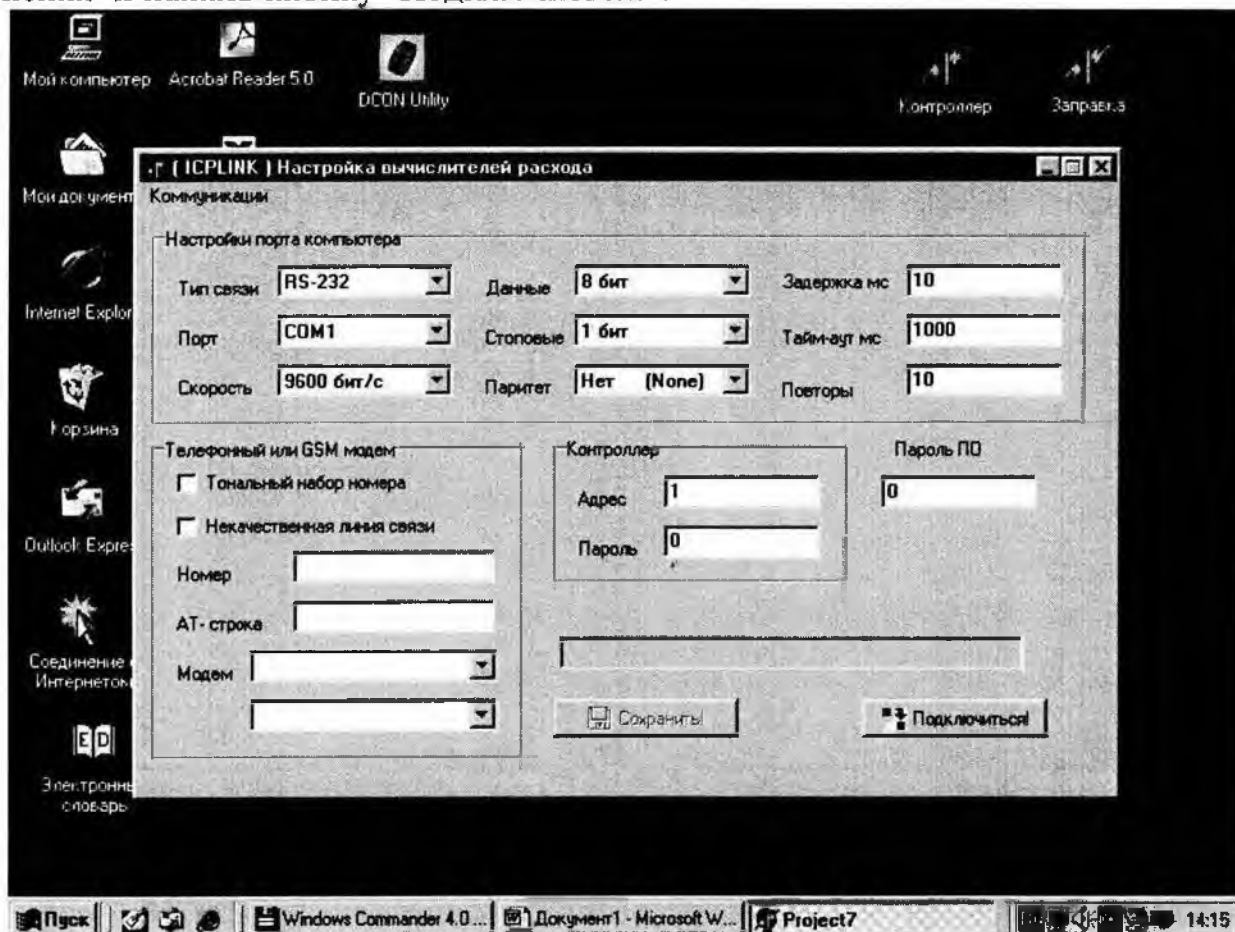 Мой компьютер
Acrobat Reader 5.0
DCON Utility
Контроллер
Заправка
Мои документ
Internet Explor
Корзина
Outlook Expre
Соединение с
Интернетом
Электронны
словарь
( ICPLINK ) Настройка вычислителей расхода
Коммуникации
Настройки порта компьютера
Тип связи RS-232 Данные 8 бит Задержка мс 10
Порт COM1 Стоповые 1 бит Тайм-аут мс 1000
Скорость 9600 бит/с Паритет Нет (None) Повторы 10
Телефонный или GSM модем
Тональный набор номера
Некачественная линия связи
Номер
АТ- строка
Модем
Контроллер
Адрес 1
Пароль 0
Пароль ПО
0
Сохранить!
Подключиться!
Пуск
Windows Commander 4.0 ...
Документ1 - Microsoft W...
Project7
14:15